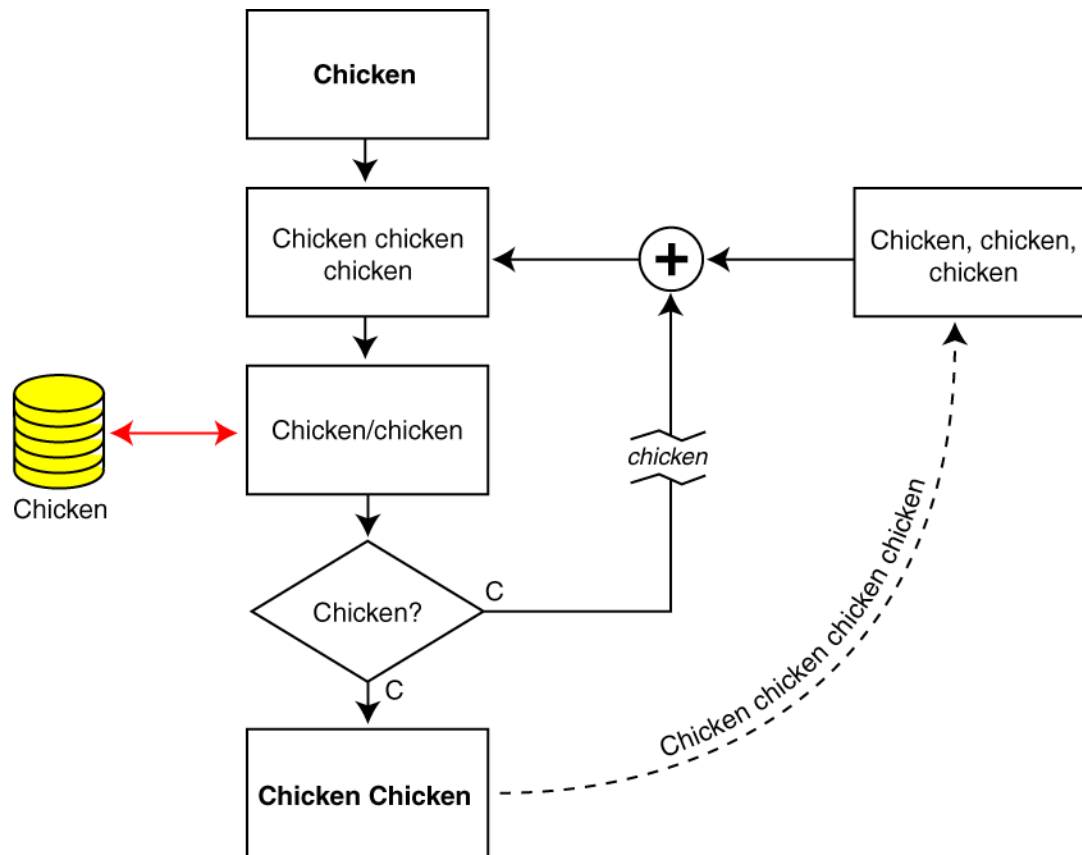 Chicken
Chicken chicken
chicken
+
Chicken, chicken,
chicken
Chicken/chicken
Chicken
chicken
Chicken?
C
C
Chicken chicken chicken chicken
Chicken Chicken